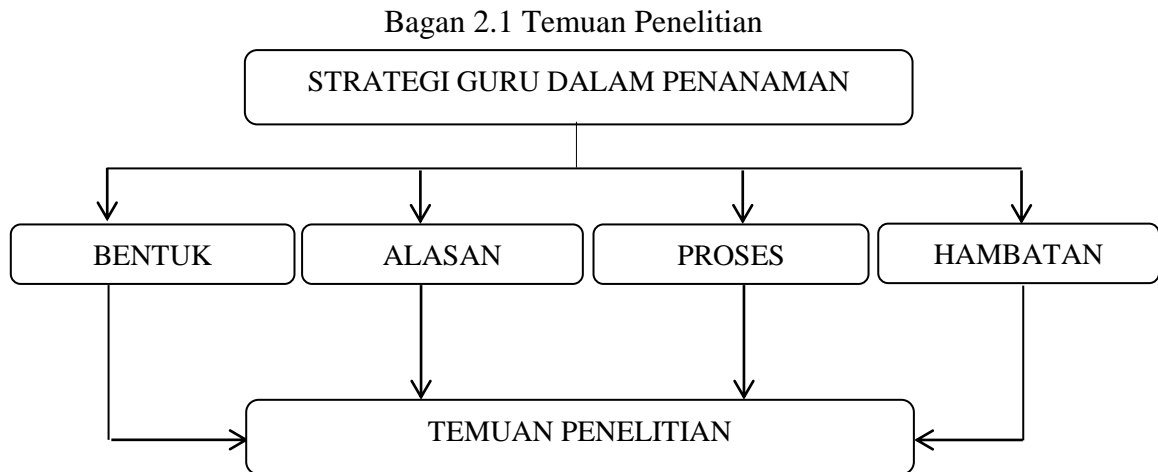 Bagan 2.1 Temuan Penelitian
STRATEGI GURU DALAM PENANAMAN
BENTUK
ALASAN
PROSES
HAMBATAN
TEMUAN PENELITIAN